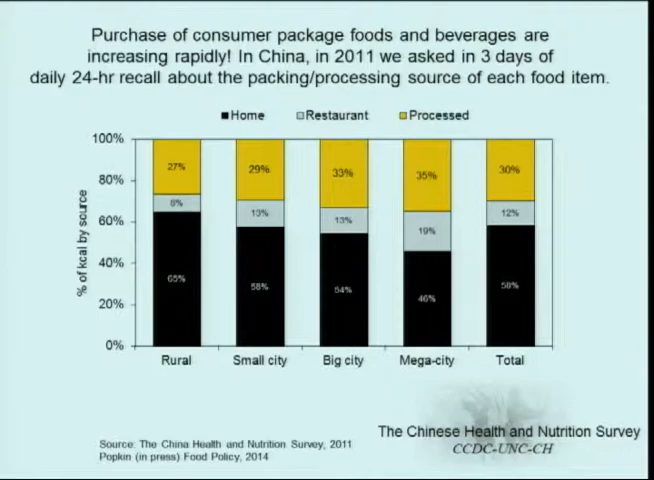 Purchase of consumer package foods and beverages are
increasing rapidly! In China, in 2011 we asked in 3 days of
daily 24-hr recall about the packing/processing source of each food item.
Home Restaurant Processed
100%
80%
60%
40%
20%
0%
% of kcal by source
27% 29% 33% 35% 30%
8% 13% 13% 19% 12%
65% 58% 54% 46% 58%
Rural Small city Big city Mega-city Total
The Chinese Health and Nutrition Survey
CCDC-UNC-CH
Source: The China Health and Nutrition Survey, 2011
Popkin (in press) Food Policy, 2014